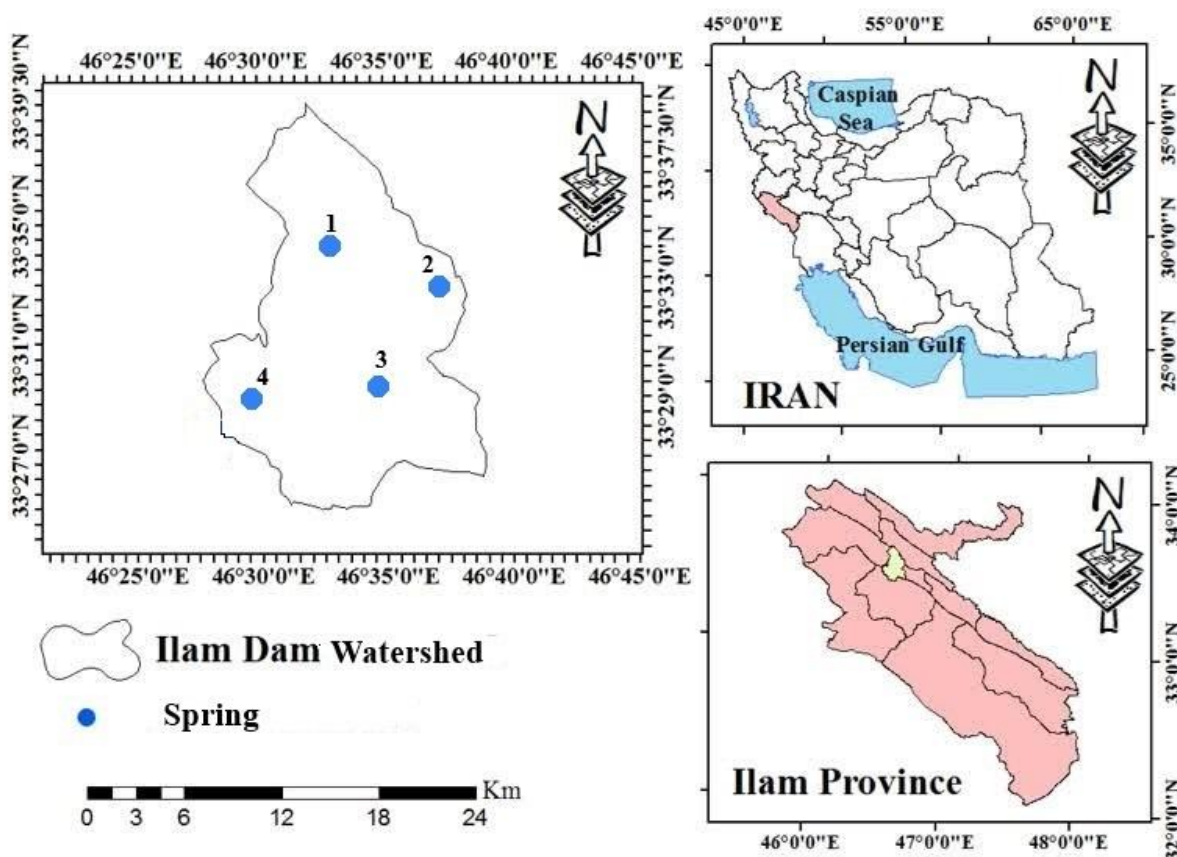 46°25'0"E 46°30'0"E 46°35'0"E 46°40'0"E 46°45'0"E
33°39'30"N
33°35'0"N
33°31'0"N
33°27'0"N
33°37'30"N
33°33'0"N
33°29'0"N
N
1
2
3
4
46°25'0"E 46°30'0"E 46°35'0"E 46°40'0"E 46°45'0"E
Ilam Dam Watershed
Spring
Km
0 3 6 12 18 24
45°0'0"E 55°0'0"E 65°0'0"E
Caspian
Sea
N
35°0'0"N
30°0'0"N
25°0'0"N
Persian Gulf
IRAN
N
34°0'0"N
33°0'0"N
32°0'0"N
Ilam Province
46°0'0"E 47°0'0"E 48°0'0"E